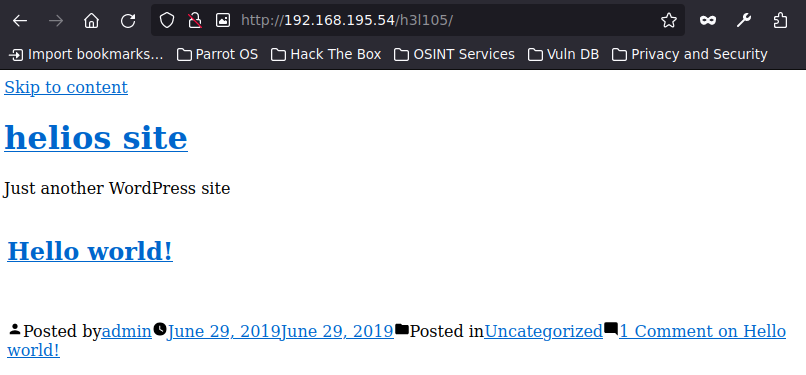 http://192.168.195.54/h3l105/
Import bookmarks... Parrot OS Hack The Box OSINT Services Vuln DB Privacy and Security
Skip to content
helios site
Just another WordPress site
Hello world!
Posted byadminJune 29, 2019June 29, 2019Posted inUncategorized1 Comment on Hello
world!